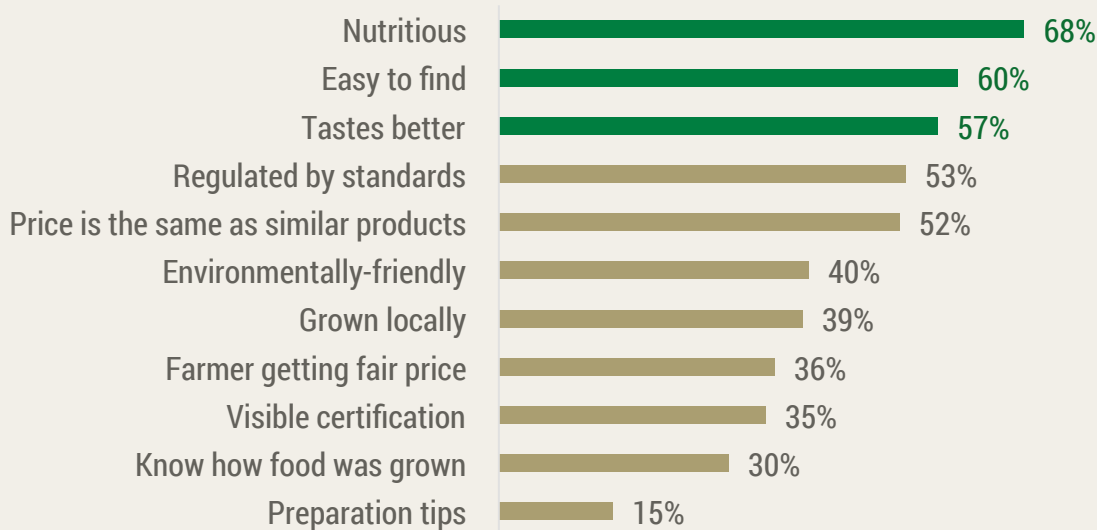 Nutritious 68%
Easy to find 60%
Tastes better 57%
Regulated by standards 53%
Price is the same as similar products 52%
Environmentally-friendly 40%
Grown locally 39%
Farmer getting fair price 36%
Visible certification 35%
Know how food was grown 30%
Preparation tips 15%